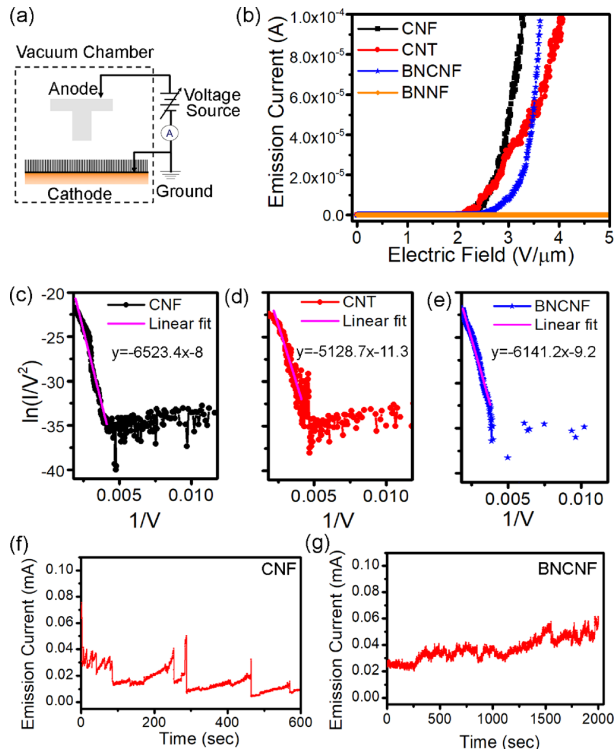 (a)
Vacuum Chamber
Anode
Voltage
Source
A
Cathode
Ground
(b)
Emission Current (A)
1.0x10-4
8.0x10-5
6.0x10-5
4.0x10-5
2.0x10-5
0.0
CNF
CNT
BNCNF
BNNF
0 1 2 3 4 5
Electric Field (V/μm)
(c)
ln(I/V2)
-20
-25
-30
-35
-40
CNF
Linear fit
y=-6523.4x-8
0.005 0.010
1/V
(d)
CNT
Linear fit
y=-5128.7x-11.3
0.005 0.010
1/V
(e)
BNCNF
Linear fit
y=-6141.2x-9.2
0.005 0.010
1/V
(f)
CNF
Emission Current (mA)
0.10
0.08
0.06
0.04
0.02
0.00
0 200 400 600
Time (sec)
(g)
BNCNF
Emission Current (mA)
0.10
0.08
0.06
0.04
0.02
0.00
0 500 1000 1500 2000
Time (sec)